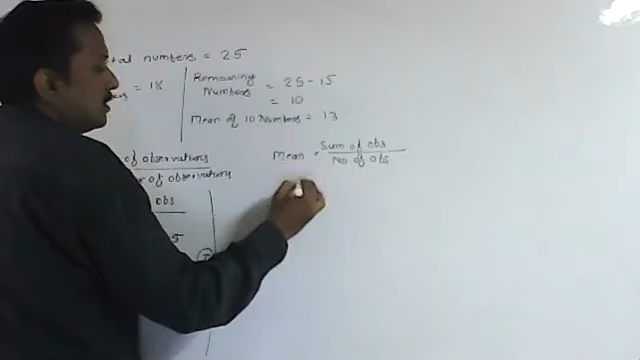 tal numbers = 25
= 18
Remaining
Numbers = 25 - 15
= 10
Mean of 10 Numbers = 13
of observations
r of observations
obs
5
Mean = Sum of obs
No of obs